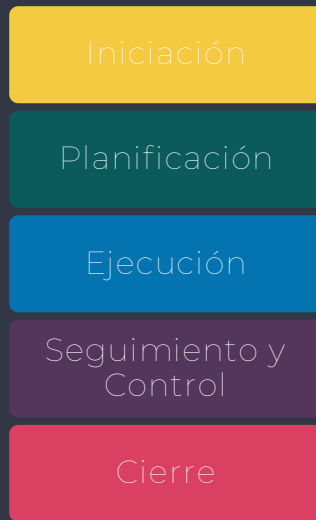 Iniciación
Planificación
Ejecución
Seguimiento y
Control
Cierre